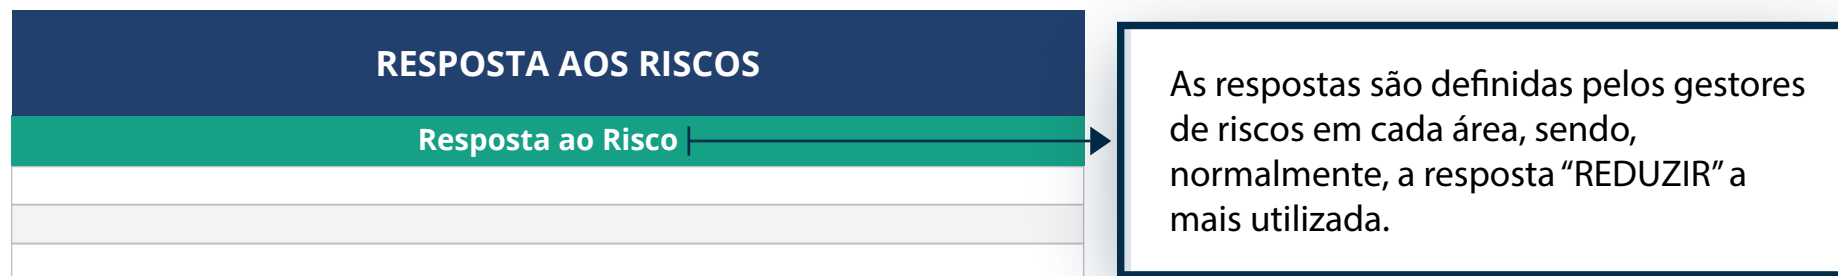 RESPOSTA AOS RISCOS
Resposta ao Risco
As respostas são definidas pelos gestores
de riscos em cada área, sendo,
normalmente, a resposta “REDUZIR” a
mais utilizada.